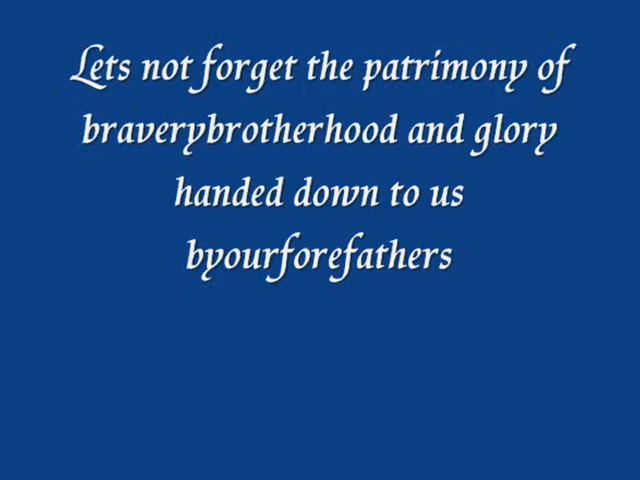 Lets not forget the patrimony of
braverybrotherhood and glory
handed down to us
byourforefathers